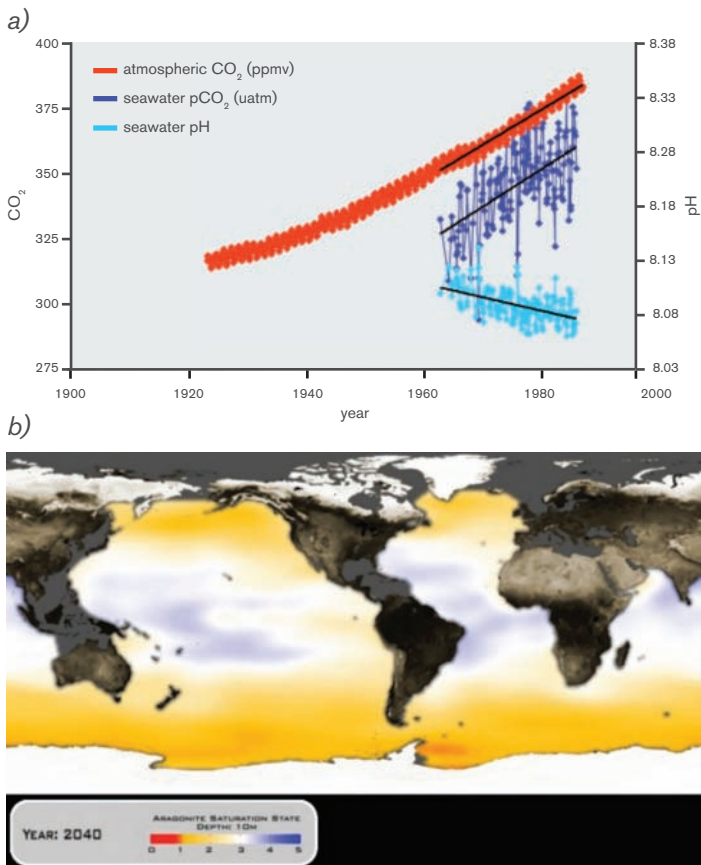 a)
400
375
350
325
300
275
CO2
atmospheric CO2 (ppmv)
seawater pCO2 (uatm)
seawater pH
8.38
8.33
8.28
8.18
8.13
8.08
8.03
pH
1900
1920
1940
1960
1980
2000
year
b)
YEAR: 2040
ARAGONITE SATURATION STATE
DEPTH: 10M
0 1 2 3 4 5